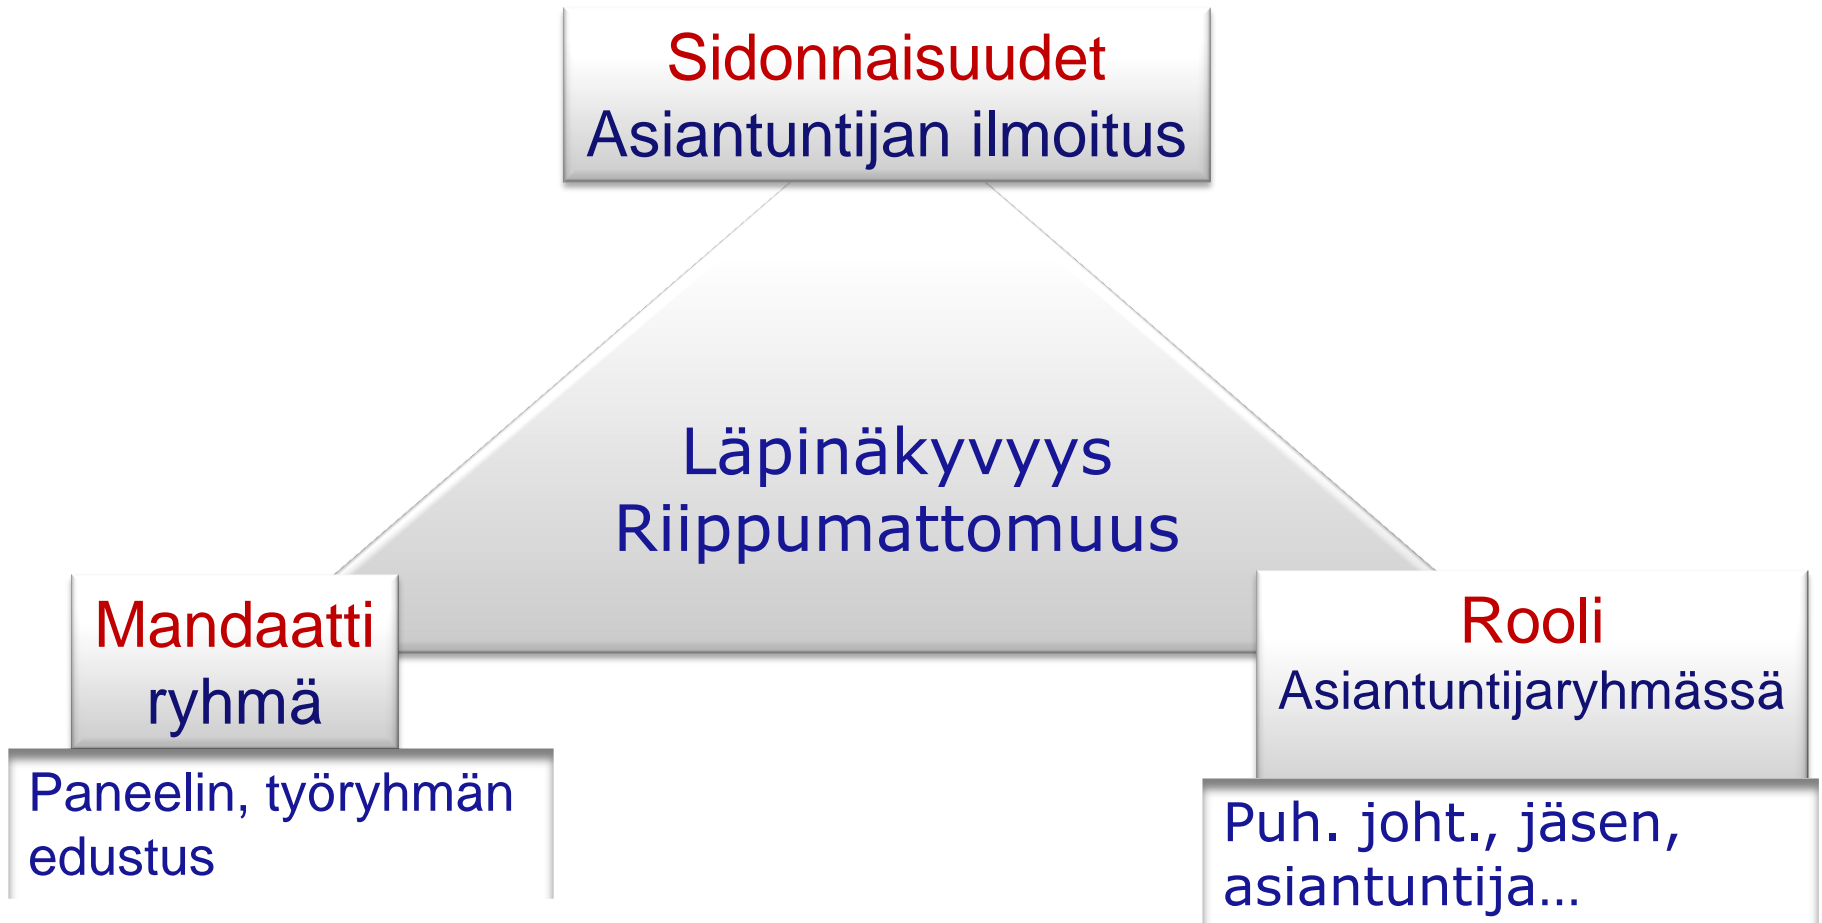 Sidonnaisuudet
Asiantuntijan ilmoitus
Läpinäkyvyys
Riippumattomuus
Mandaatti
ryhmä
Paneelin, työryhmän
edustus
Rooli
Asiantuntijaryhmässä
Puh. joht., jäsen,
asiantuntija...